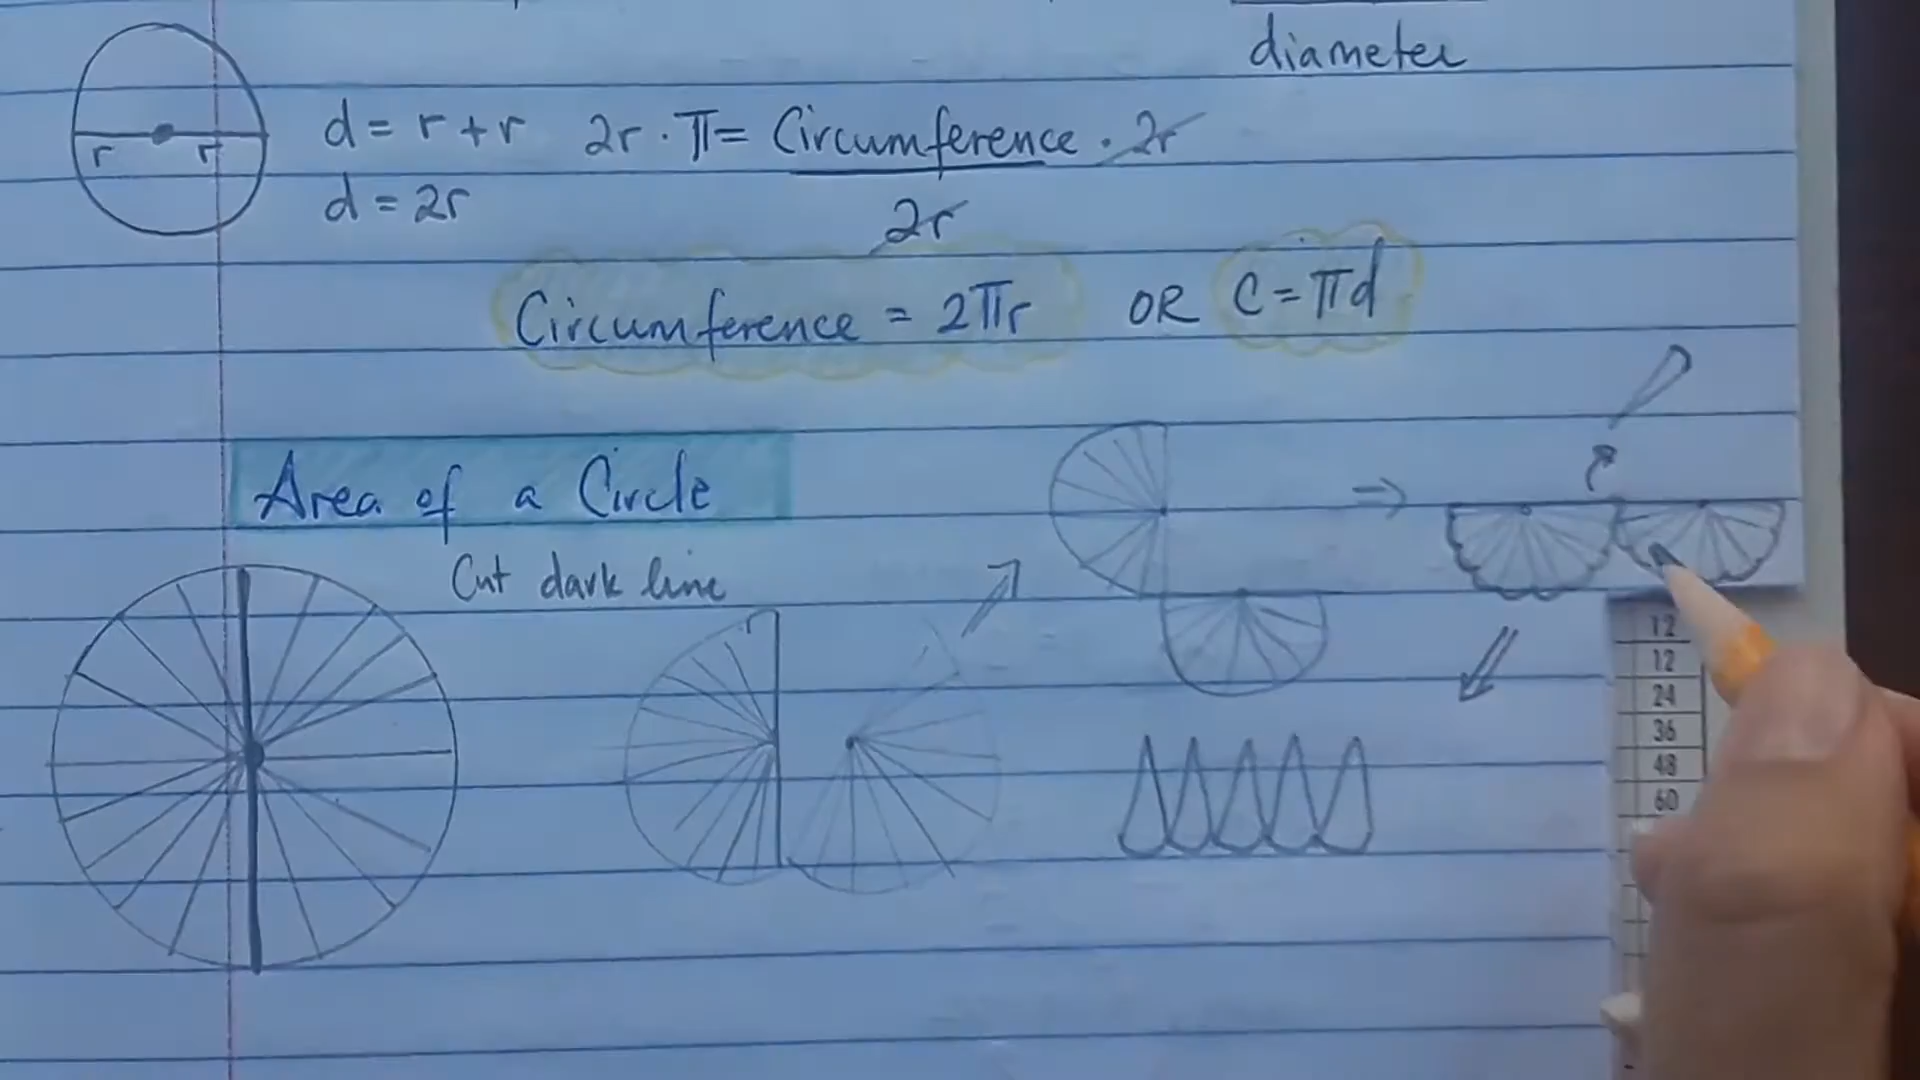 diameter
d = r + r   2r · π = Circumference · 2r
r r
d = 2r
2r
Circumference = 2πr OR C = πd
Area of a Circle
Cut dark line
12
12
24
36
48
60